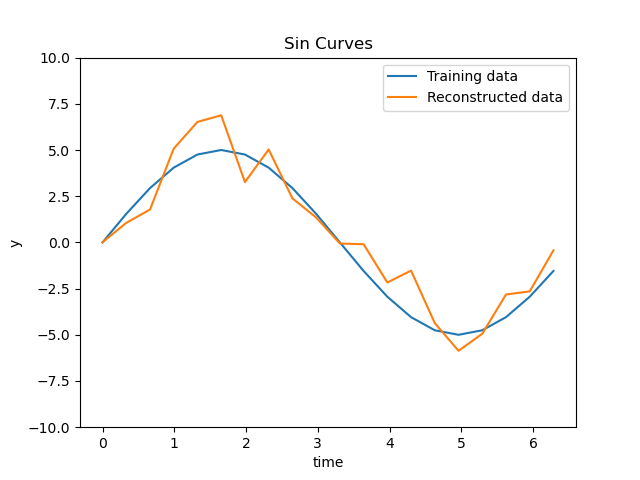 Sin Curves
Training data
Reconstructed data
10.0
7.5
5.0
2.5
0.0
−2.5
−5.0
−7.5
−10.0
y
0 1 2 3 4 5 6
time